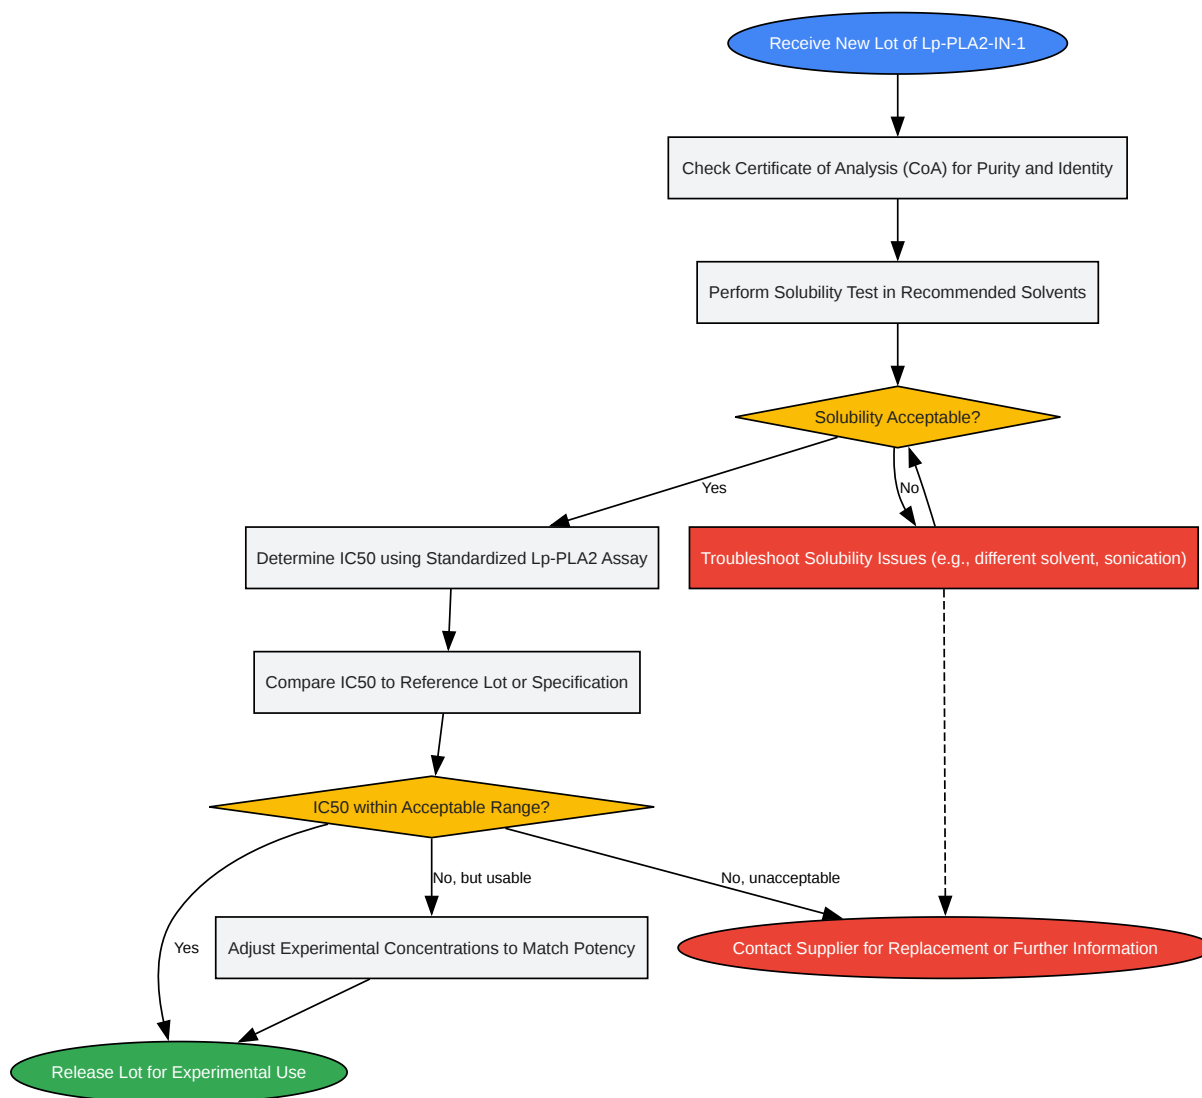 Receive New Lot of Lp-PLA2-IN-1
Check Certificate of Analysis (CoA) for Purity and Identity
Perform Solubility Test in Recommended Solvents
Solubility Acceptable?
Yes
No
Determine IC50 using Standardized Lp-PLA2 Assay
Troubleshoot Solubility Issues (e.g., different solvent, sonication)
Compare IC50 to Reference Lot or Specification
IC50 within Acceptable Range?
No, but usable
No, unacceptable
Yes
Adjust Experimental Concentrations to Match Potency
Contact Supplier for Replacement or Further Information
Release Lot for Experimental Use